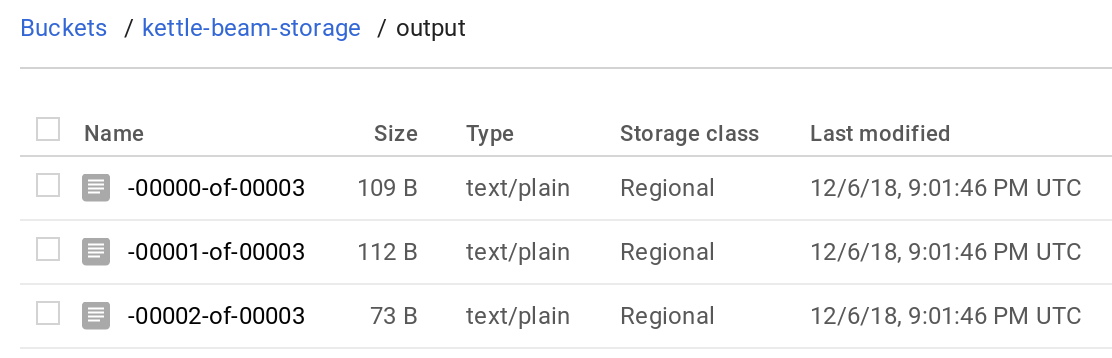 Buckets / kettle-beam-storage / output
Name Size Type Storage class Last modified
-00000-of-00003 109 B text/plain Regional 12/6/18, 9:01:46 PM UTC
-00001-of-00003 112 B text/plain Regional 12/6/18, 9:01:46 PM UTC
-00002-of-00003 73 B text/plain Regional 12/6/18, 9:01:46 PM UTC